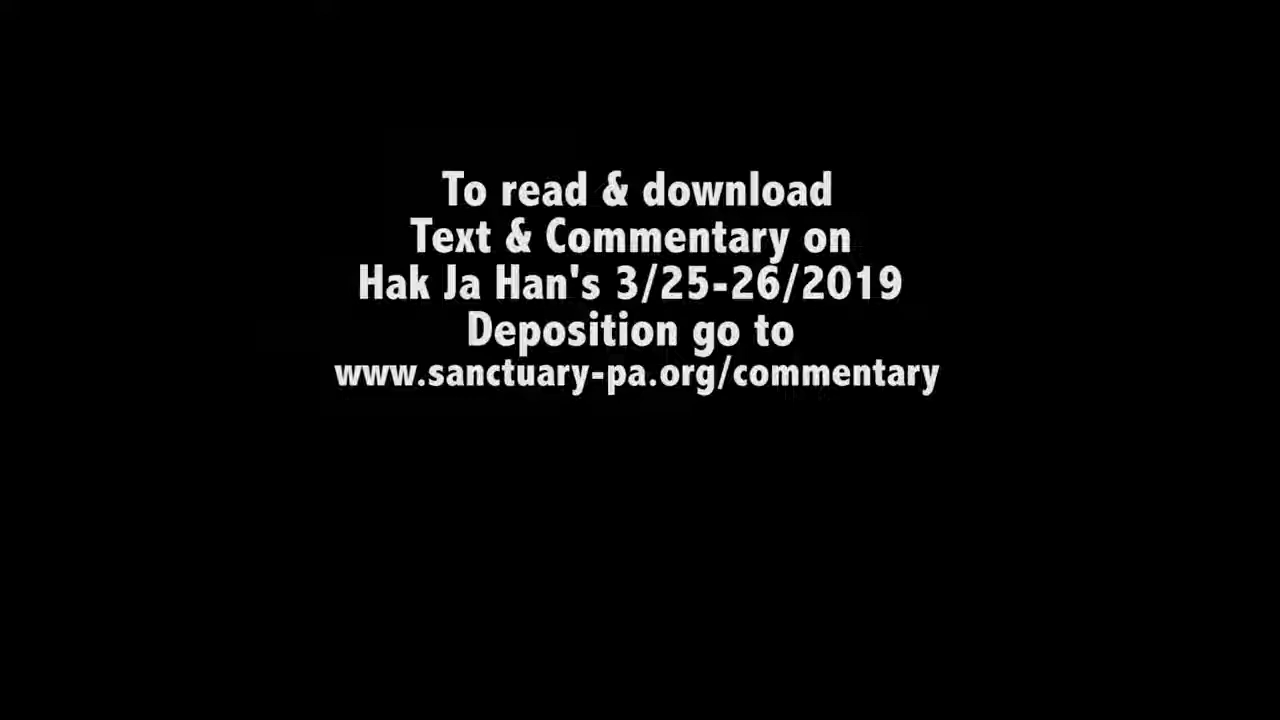 To read & download
Text & Commentary on
Hak Ja Han's 3/25-26/2019
Deposition go to
www.sanctuary-pa.org/commentary